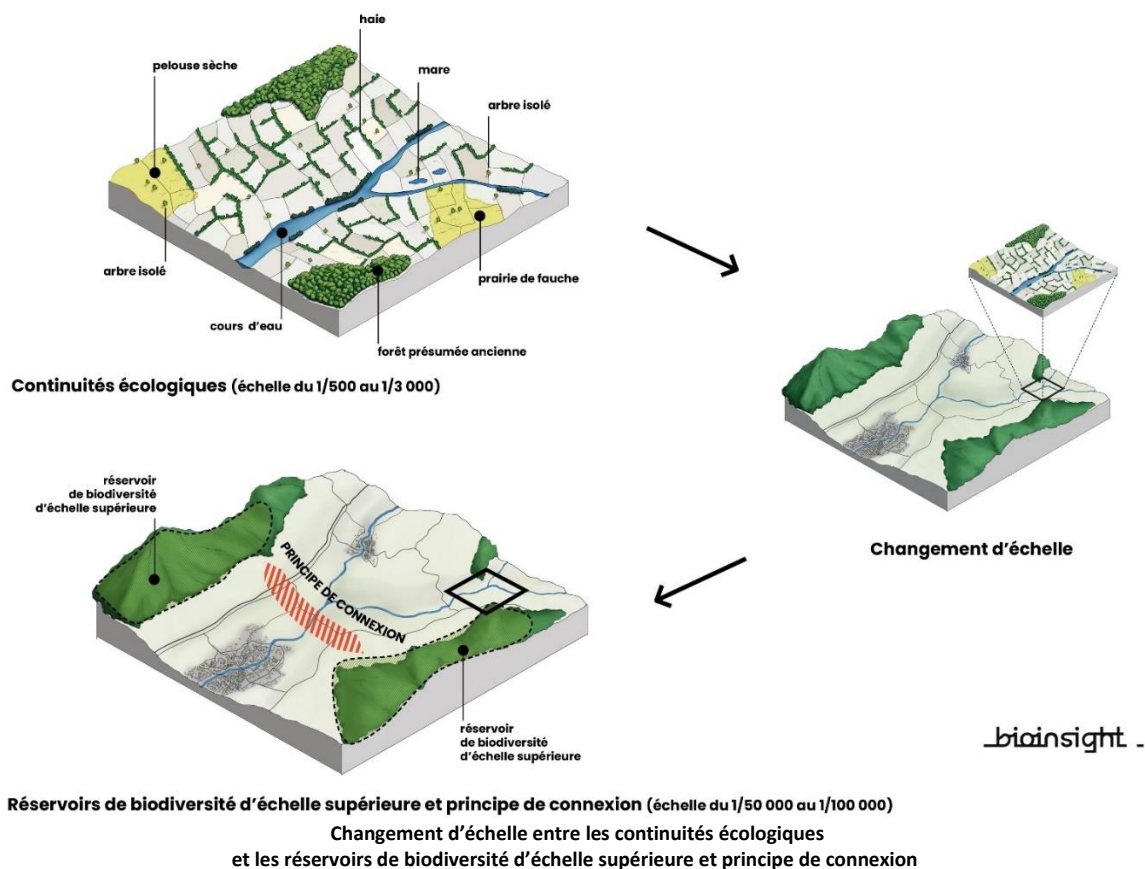 haie
pelouse sèche
mare
arbre isolé
arbre isolé
prairie de fauche
cours d'eau
forêt présumée ancienne
Continuités écologiques (échelle du 1/500 au 1/3 000)
Changement d'échelle
réservoir
de biodiversité
d'échelle supérieure
PRINCIPE DE CONNEXION
réservoir
de biodiversité
d'échelle supérieure
bioinsight
Réservoirs de biodiversité d'échelle supérieure et principe de connexion (échelle du 1/50 000 au 1/100 000)
Changement d'échelle entre les continuités écologiques
et les réservoirs de biodiversité d'échelle supérieure et principe de connexion